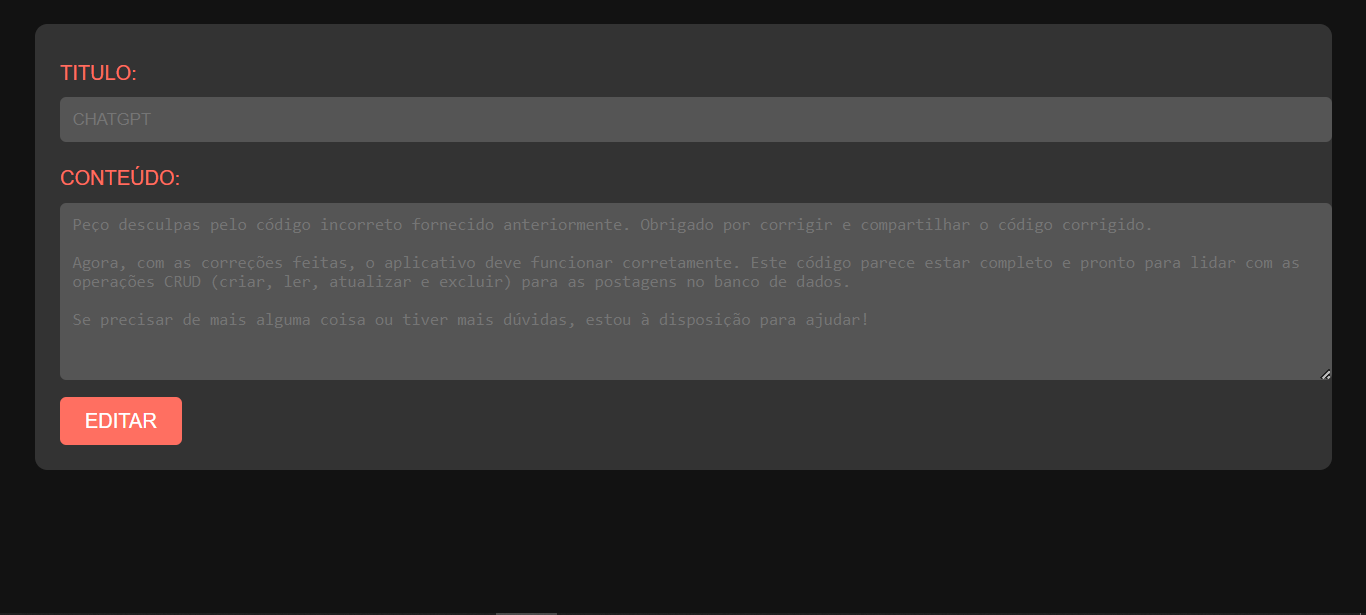 TITULO:
CHATGPT
CONTEÚDO:
Peço desculpas pelo código incorreto fornecido anteriormente. Obrigado por corrigir e compartilhar o código corrigido.
Agora, com as correções feitas, o aplicativo deve funcionar corretamente. Este código parece estar completo e pronto para lidar com as
operações CRUD (criar, ler, atualizar e excluir) para as postagens no banco de dados.
Se precisar de mais alguma coisa ou tiver mais dúvidas, estou à disposição para ajudar!
EDITAR